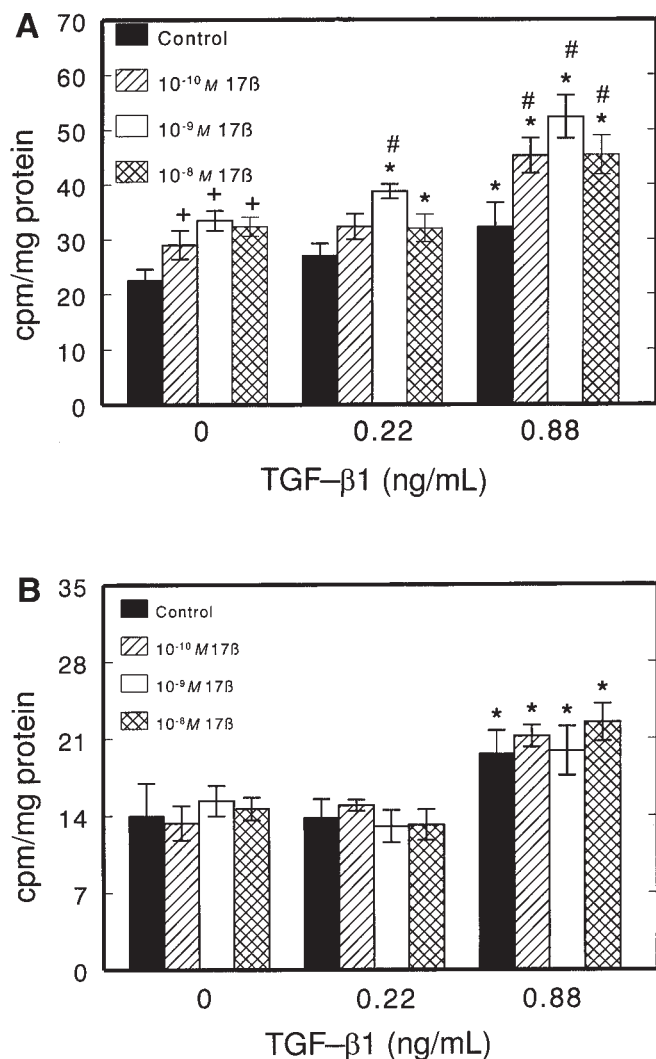 A
70
60
50
40
30
20
10
0
cpm/mg protein
Control
10⁻¹⁰ M 17ß
10⁻⁹ M 17ß
10⁻⁸ M 17ß
+ + +
# *
*
*
# *
# *
# *
0 0.22 0.88
TGF–β1 (ng/mL)
B
35
28
21
14
7
0
cpm/mg protein
Control
10⁻¹⁰ M 17ß
10⁻⁹ M 17ß
10⁻⁸ M 17ß
* * * *
0 0.22 0.88
TGF–β1 (ng/mL)